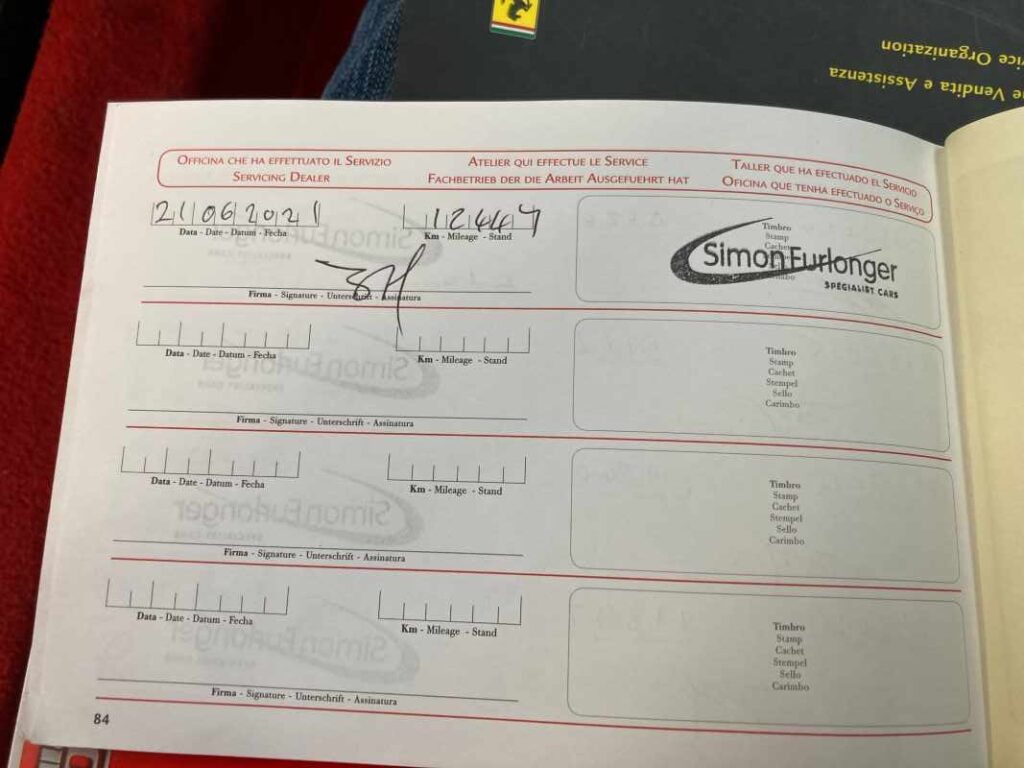 ice Organization
ne Vendita e Assistenza
OFFICINA CHE HA EFFETTUATO IL SERVIZIO
SERVICING DEALER
ATELIER QUI EFFECTUE LE SERVICE
FACHBETRIEB DER DIE ARBEIT AUSGEFUEHRT HAT
TALLER QUE HA EFECTUADO EL SERVICIO
OFICINA QUE TENHA EFECTUADO O SERVIÇO
21062021
Data - Date - Datum - Fecha
12447
Km - Mileage - Stand
Firma - Signature - Unterschrift - Assinatura
Timbro
Stamp
Cachet
Simon Furlonger
SPECIALIST CARS
Data - Date - Datum - Fecha
Km - Mileage - Stand
Firma - Signature - Unterschrift - Assinatura
Timbro
Stamp
Cachet
Stempel
Sello
Carimbo
Data - Date - Datum - Fecha
Km - Mileage - Stand
Firma - Signature - Unterschrift - Assinatura
Timbro
Stamp
Cachet
Stempel
Sello
Carimbo
Data - Date - Datum - Fecha
Km - Mileage - Stand
Firma - Signature - Unterschrift - Assinatura
Timbro
Stamp
Cachet
Stempel
Sello
Carimbo
84